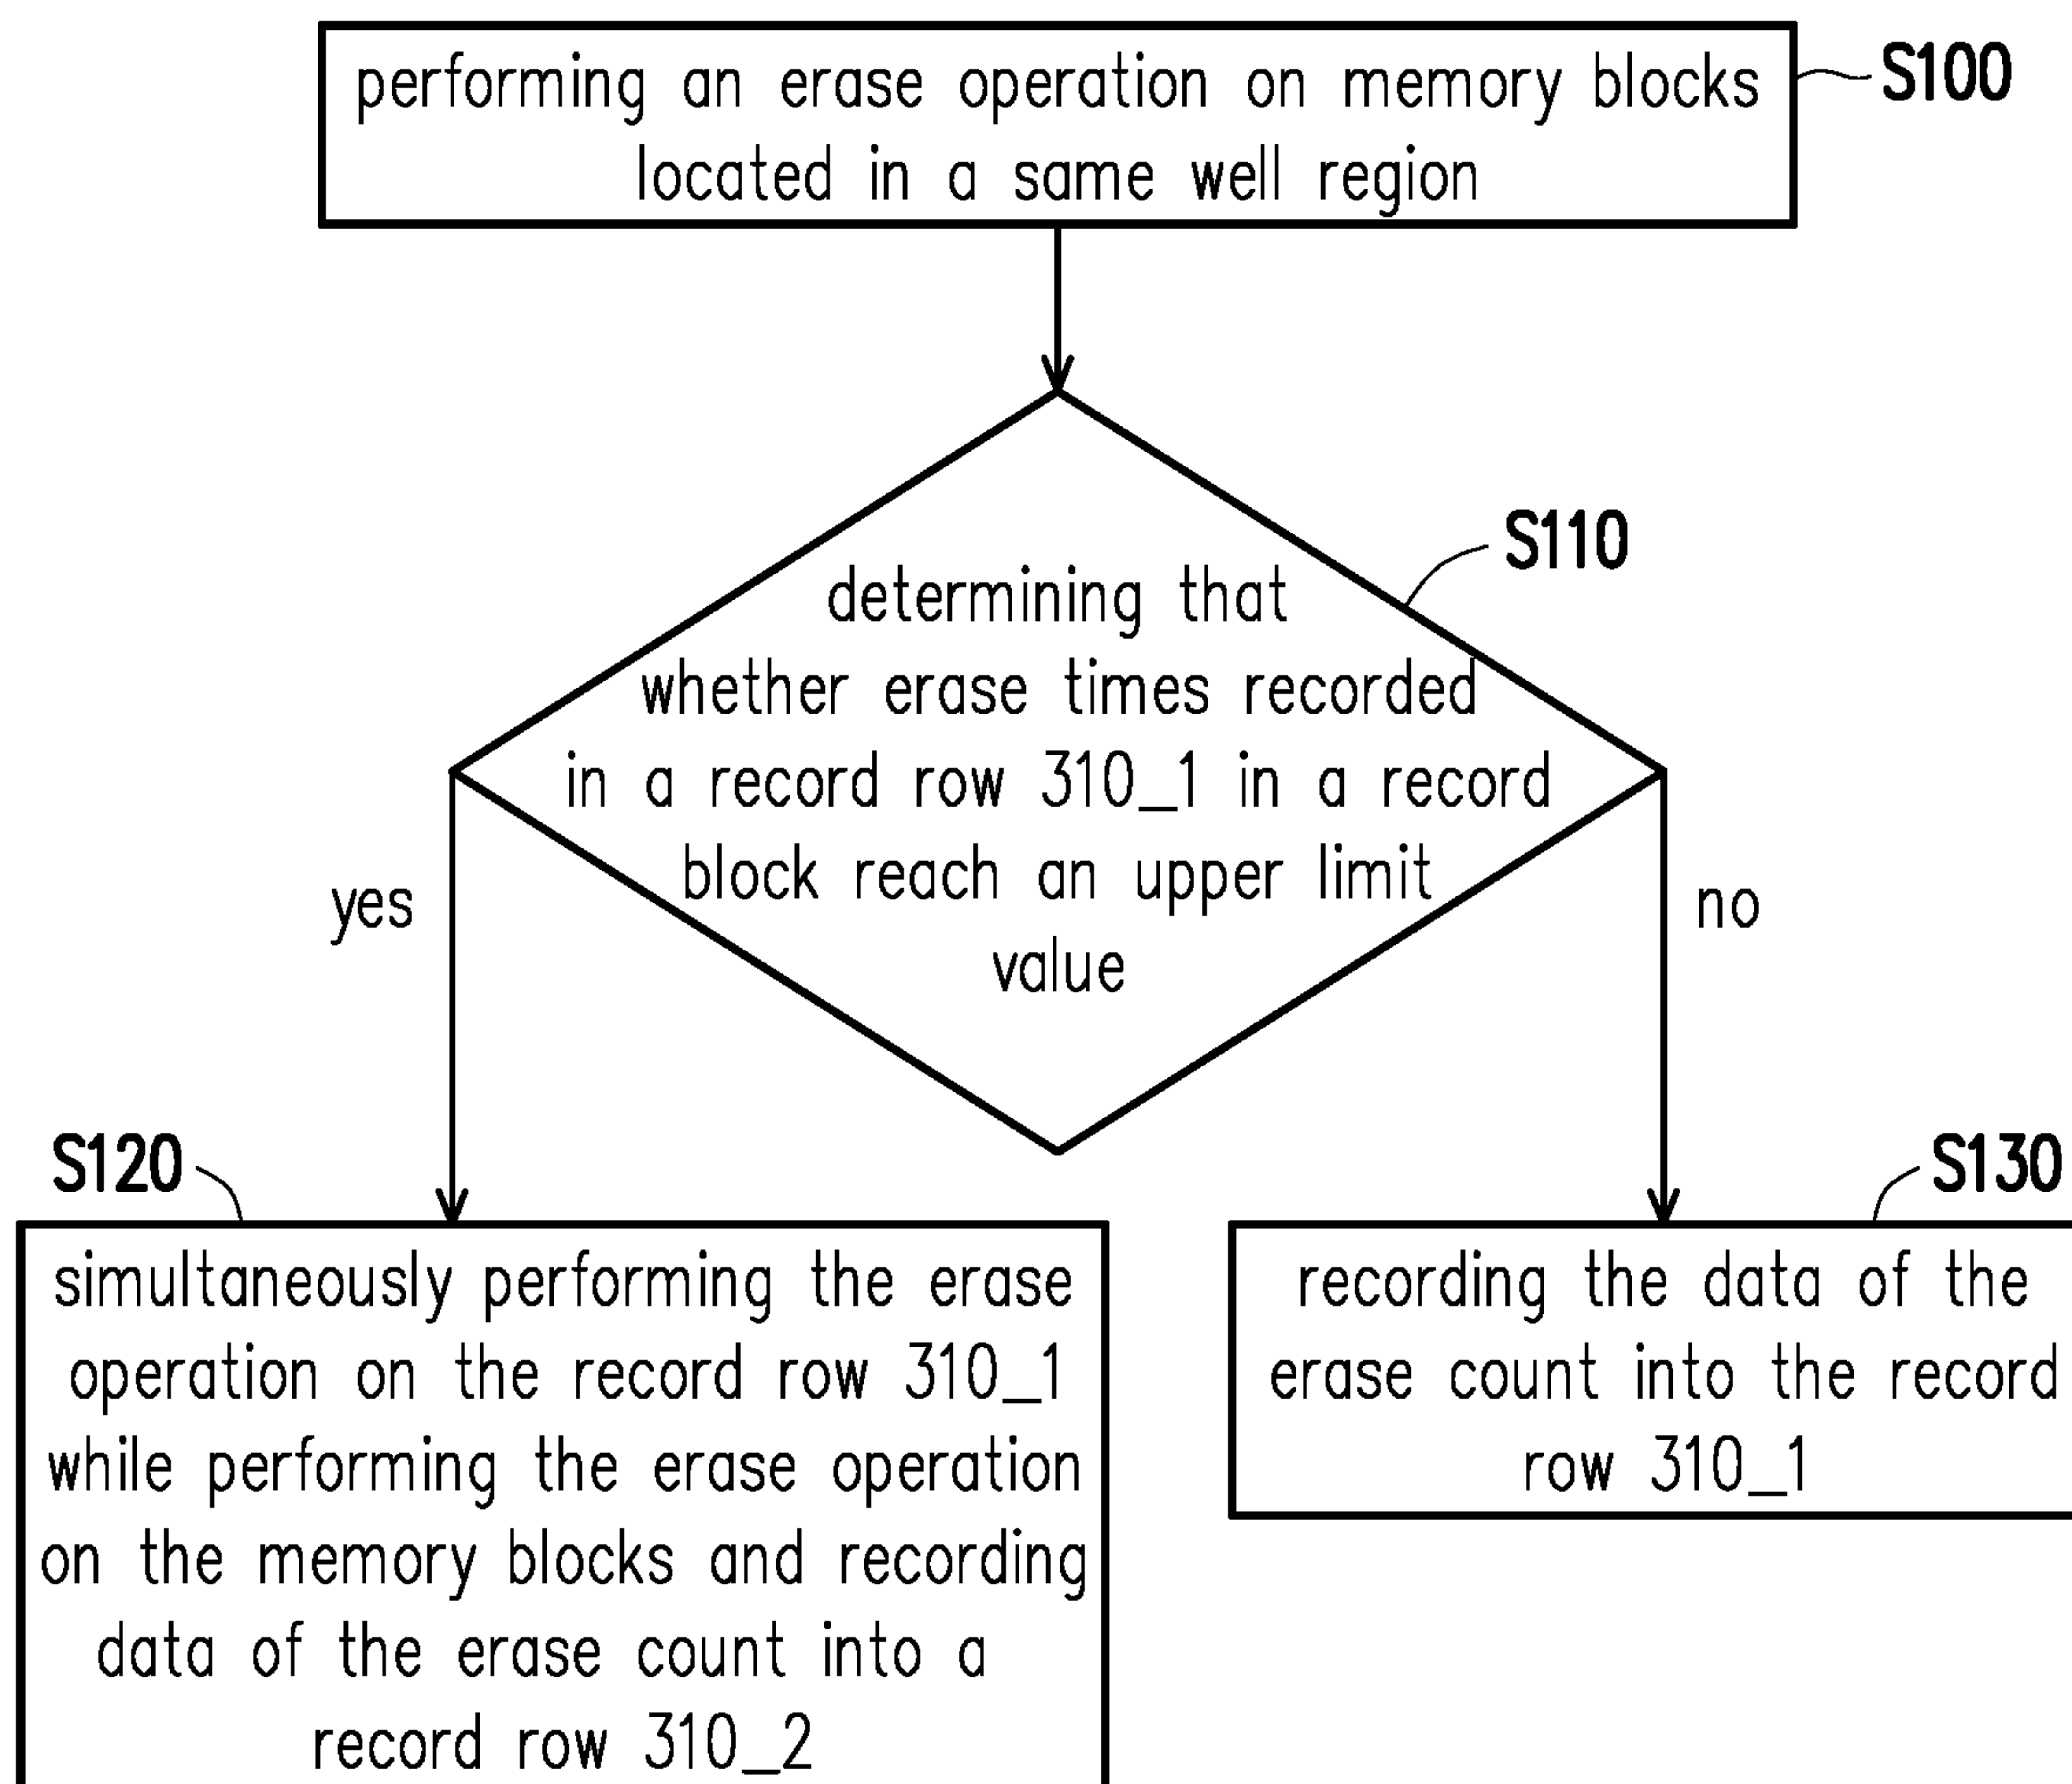 performing an erase operation on memory blocks
located in a same well region
S100
S110
determining that
whether erase times recorded
in a record row 310_1 in a record
block reach an upper limit
value
yes
no
S120
simultaneously performing the erase
operation on the record row 310_1
while performing the erase operation
on the memory blocks and recording
data of the erase count into a
record row 310_2
S130
recording the data of the
erase count into the record
row 310_1